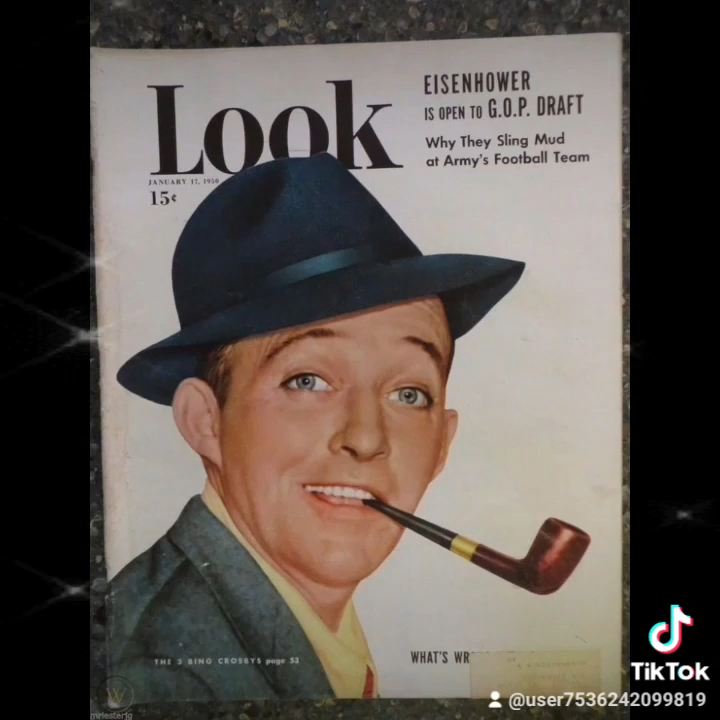 Look
JANUARY 17, 1950
15¢
EISENHOWER
IS OPEN TO G.O.P. DRAFT
Why They Sling Mud
at Army's Football Team
THE 3 BING CROSBYS page 53
WHAT'S
W
TikTok
@user7536242099819